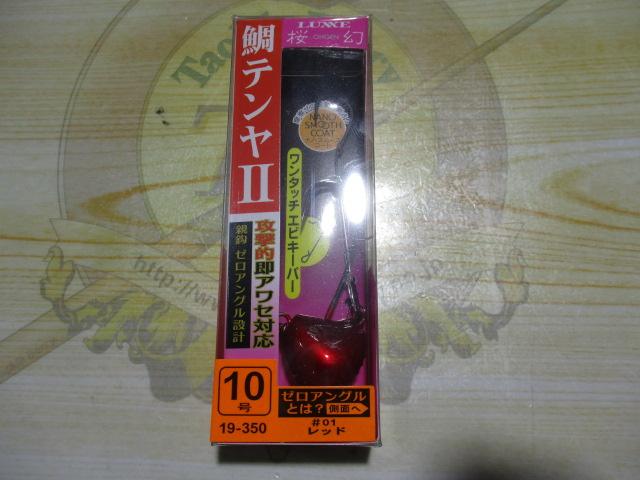 LUXXE
桜幻
OHGEN
鯛テンヤII
NANO
SMOOTH
COAT
ワンタッチエビキーパー
攻撃的即アワセ対応
親鈎 ゼロアングル設計
10
号
19-350
ゼロアングル
とは? 側面へ
#01
レッド
http://w
.jp